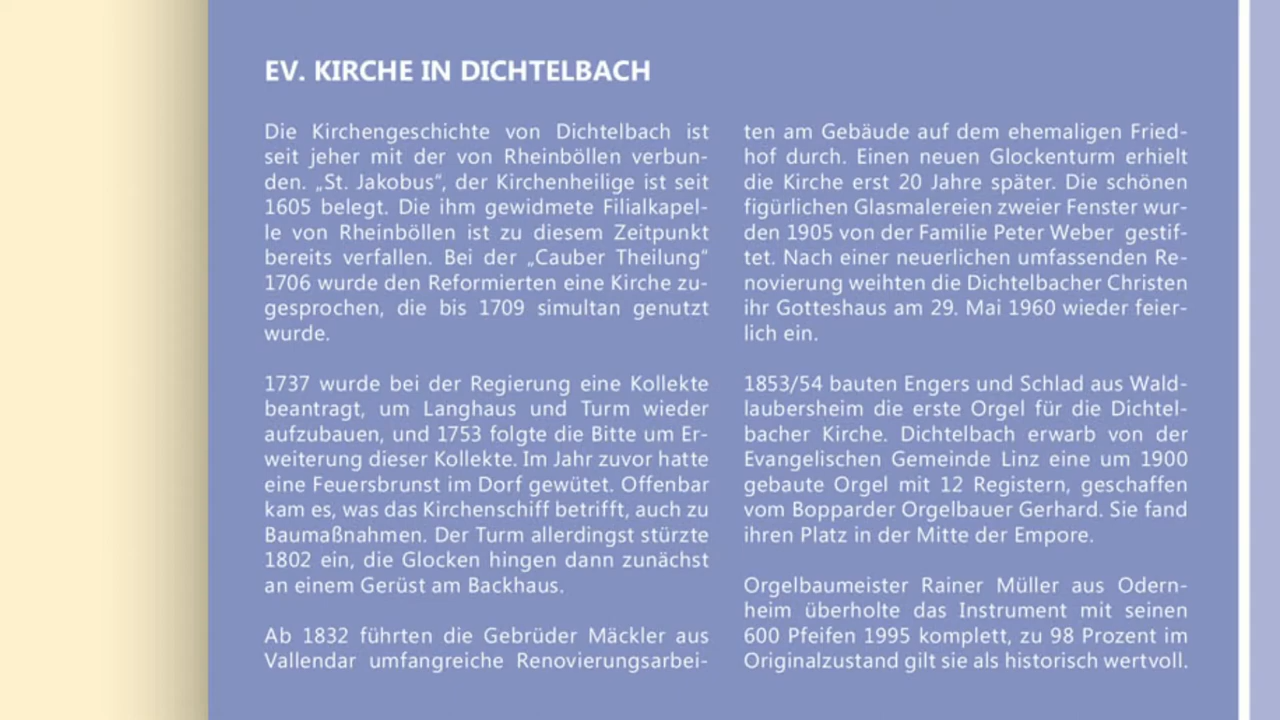 EV. KIRCHE IN DICHTELBACH
Die Kirchengeschichte von Dichtelbach ist
seit jeher mit der von Rheinböllen verbun-
den. „St. Jakobus“, der Kirchenheilige ist seit
1605 belegt. Die ihm gewidmete Filialkapel-
le von Rheinböllen ist zu diesem Zeitpunkt
bereits verfallen. Bei der „Cauber Theilung“
1706 wurde den Reformierten eine Kirche zu-
gesprochen, die bis 1709 simultan genutzt
wurde.
1737 wurde bei der Regierung eine Kollekte
beantragt, um Langhaus und Turm wieder
aufzubauen, und 1753 folgte die Bitte um Er-
weiterung dieser Kollekte. Im Jahr zuvor hatte
eine Feuersbrunst im Dorf gewütet. Offenbar
kam es, was das Kirchenschiff betrifft, auch zu
Baumaßnahmen. Der Turm allerdingst stürzte
1802 ein, die Glocken hingen dann zunächst
an einem Gerüst am Backhaus.
Ab 1832 führten die Gebrüder Mäckler aus
Vallendar umfangreiche Renovierungsarbei-
ten am Gebäude auf dem ehemaligen Fried-
hof durch. Einen neuen Glockenturm erhielt
die Kirche erst 20 Jahre später. Die schönen
figürlichen Glasmalereien zweier Fenster wur-
den 1905 von der Familie Peter Weber gestif-
tet. Nach einer neuerlichen umfassenden Re-
novierung weihten die Dichtelbacher Christen
ihr Gotteshaus am 29. Mai 1960 wieder feier-
lich ein.
1853/54 bauten Engers und Schlad aus Wald-
laubersheim die erste Orgel für die Dichtel-
bacher Kirche. Dichtelbach erwarb von der
Evangelischen Gemeinde Linz eine um 1900
gebaute Orgel mit 12 Registern, geschaffen
vom Bopparder Orgelbauer Gerhard. Sie fand
ihren Platz in der Mitte der Empore.
Orgelbaumeister Rainer Müller aus Odern-
heim überholte das Instrument mit seinen
600 Pfeifen 1995 komplett, zu 98 Prozent im
Originalzustand gilt sie als historisch wertvoll.